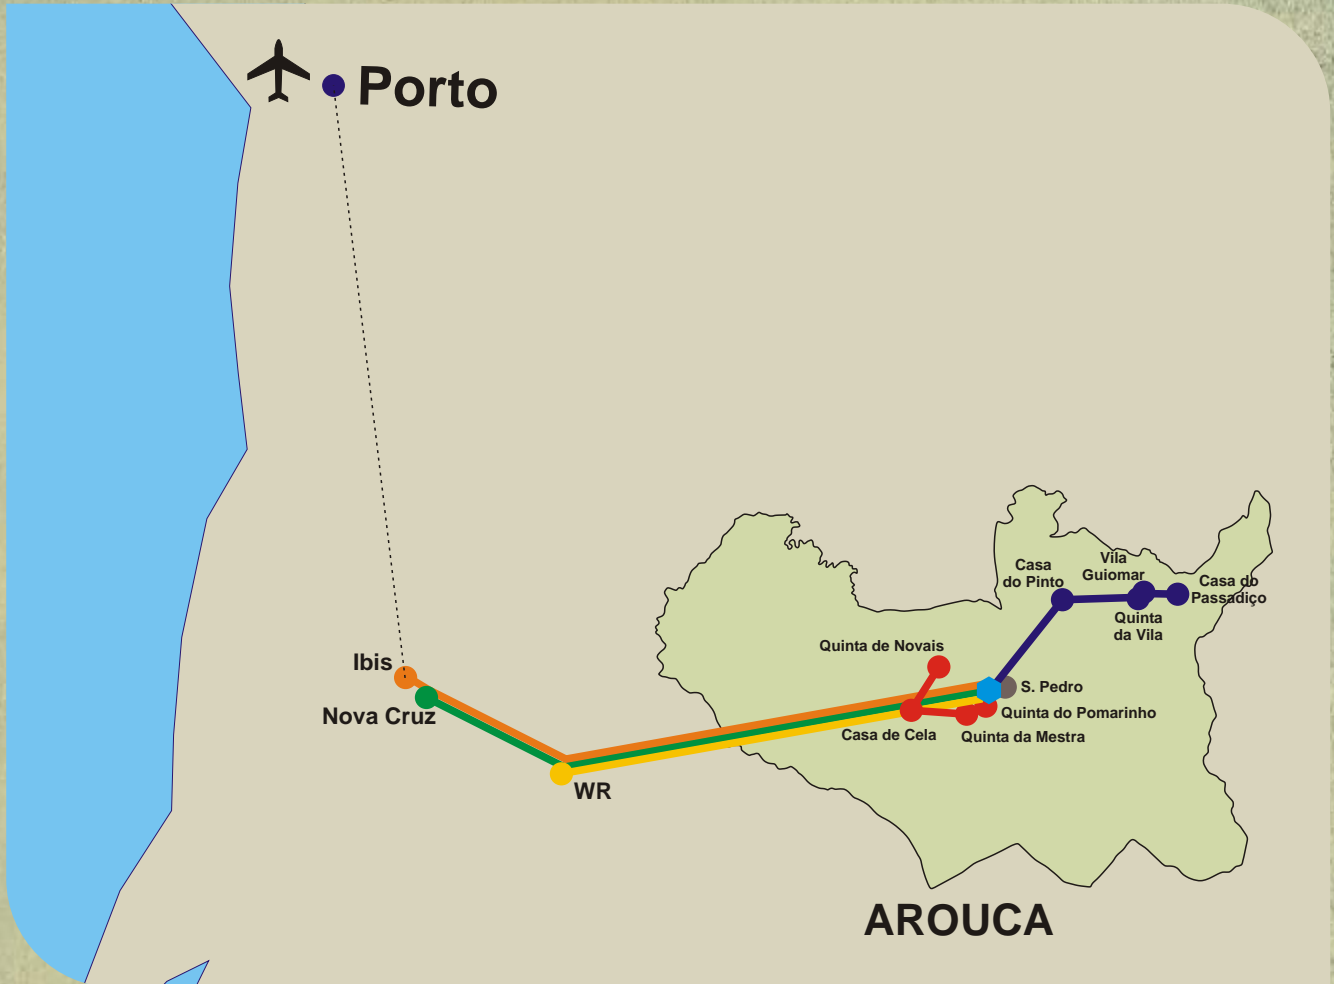 Porto
Casa
do Pinto
Vila
Guiomar
Casa do
Passadiço
Quinta
da Vila
Quinta de Novais
Ibis
Nova Cruz
S. Pedro
Quinta do Pomarinho
Casa de Cela
Quinta da Mestra
WR
AROUCA